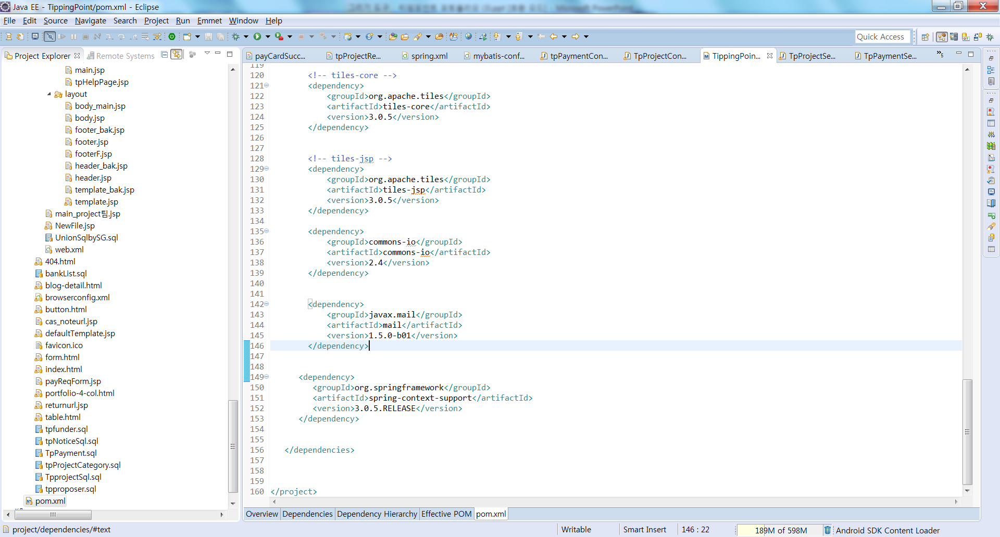 Java EE - TippingPoint/pom.xml - Eclipse
File Edit Source Navigate Search Project Run Emmet Window Help
Quick Access
Project Explorer
Remote Systems
main.jsp
tpHelpPage.jsp
layout
body_main.jsp
body.jsp
footer_bak.jsp
footer.jsp
footerF.jsp
header_bak.jsp
header.jsp
template_bak.jsp
template.jsp
main_project팀.jsp
NewFile.jsp
UnionSqlbySG.sql
web.xml
404.html
bankList.sql
blog-detail.html
browserconfig.xml
button.html
cas_noteurl.jsp
defaultTemplate.jsp
favicon.ico
form.html
index.html
payReqForm.jsp
portfolio-4-col.html
returnurl.jsp
table.html
tpfunder.sql
tpNoticeSql.sql
TpPayment.sql
tpProjectCategory.sql
TpprojectSql.sql
tpproposer.sql
pom.xml
payCardSucc... tpProjectRe... spring.xml mybatis-conf... tpPaymentCon... TpProjectCon... TippingPoin... TpProjectSe... TpPaymentSe... »5
119
120 <!-- tiles-core -->
121 <dependency>
122 <groupId>org.apache.tiles</groupId>
123 <artifactId>tiles-core</artifactId>
124 <version>3.0.5</version>
125 </dependency>
126
127
128 <!-- tiles-jsp -->
129 <dependency>
130 <groupId>org.apache.tiles</groupId>
131 <artifactId>tiles-jsp</artifactId>
132 <version>3.0.5</version>
133 </dependency>
134
135 <dependency>
136 <groupId>commons-io</groupId>
137 <artifactId>commons-io</artifactId>
138 <version>2.4</version>
139 </dependency>
140
141
142 <dependency>
143 <groupId>javax.mail</groupId>
144 <artifactId>mail</artifactId>
145 <version>1.5.0-b01</version>
146 </dependency>
147
148
149 <dependency>
150 <groupId>org.springframework</groupId>
151 <artifactId>spring-context-support</artifactId>
152 <version>3.0.5.RELEASE</version>
153 </dependency>
154
155
156 </dependencies>
157
158
159
160 </project>
Overview Dependencies Dependency Hierarchy Effective POM pom.xml
project/dependencies/#text
Writable
Smart Insert
146 : 22
189M of 598M
Android SDK Content Loader